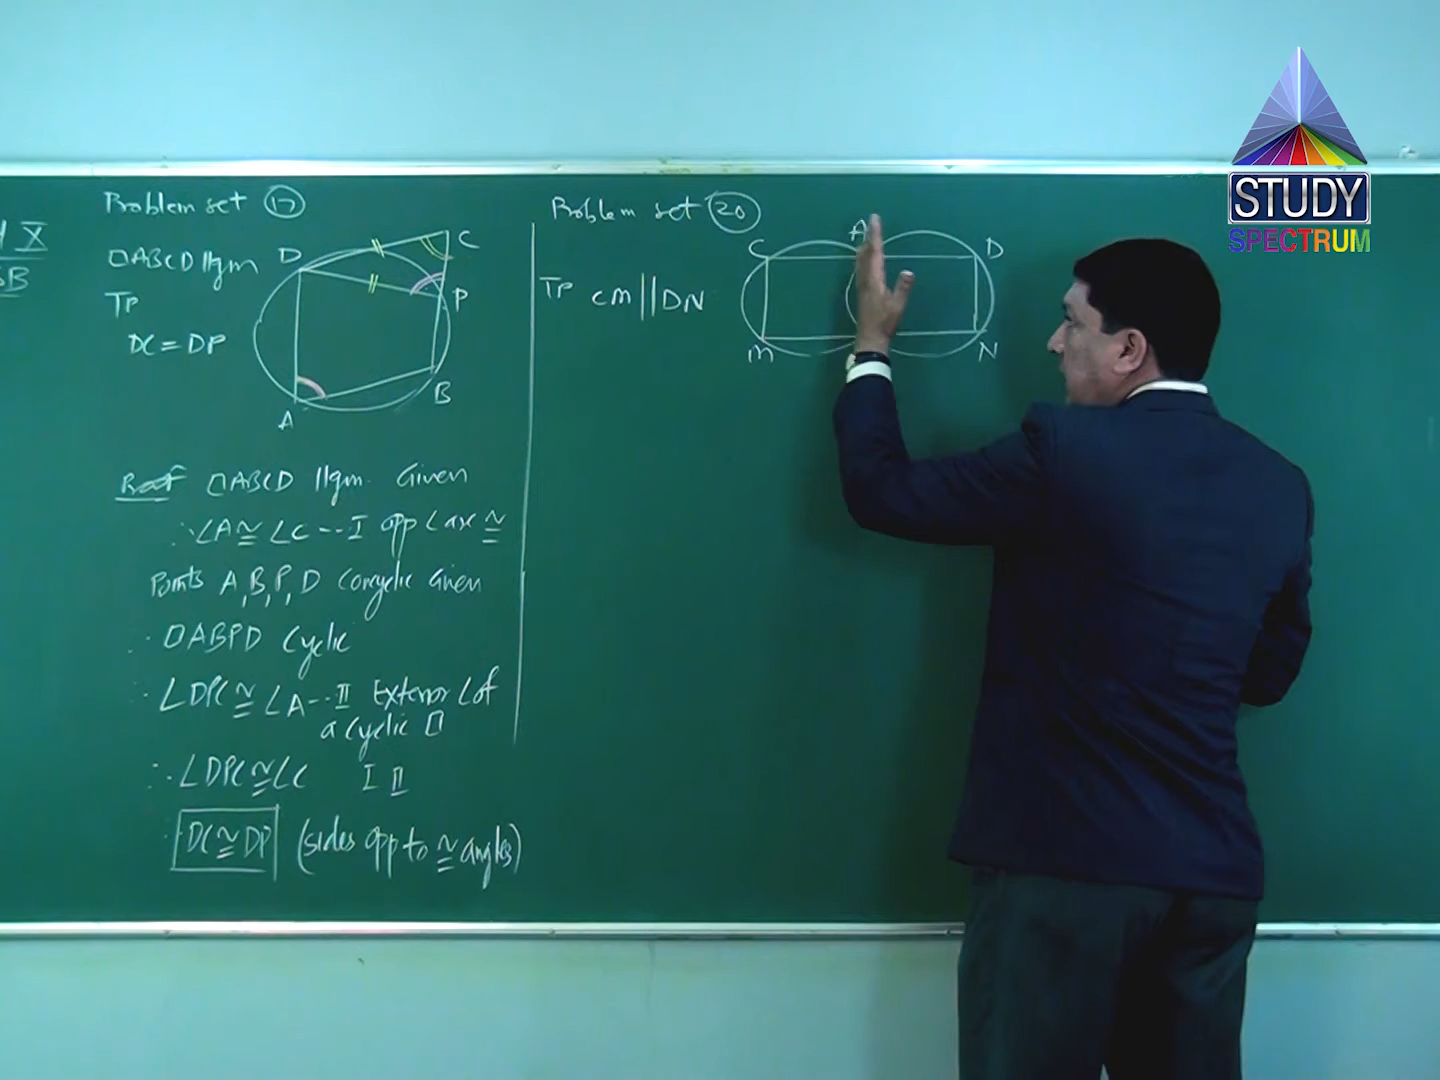 X
SB
Problem set 17
□ABCD ||gm
TP
DC = DP
D
C
P
B
A
Proof □ABCD ||gm Given
∴ ∠A ≅ ∠C --- I opp ∠ are ≅
Points A, B, P, D Concyclic Given
∴ □ABPD Cyclic
∴ ∠DPC ≅ ∠A --- II Exterior ∠ of
a cyclic □
∴ ∠DPC ≅ ∠C I II
∴ DC ≅ DP (sides opp to ≅ angles)
Problem set 20
TP CM || DN
C
A
D
M
N
STUDY
SPECTRUM